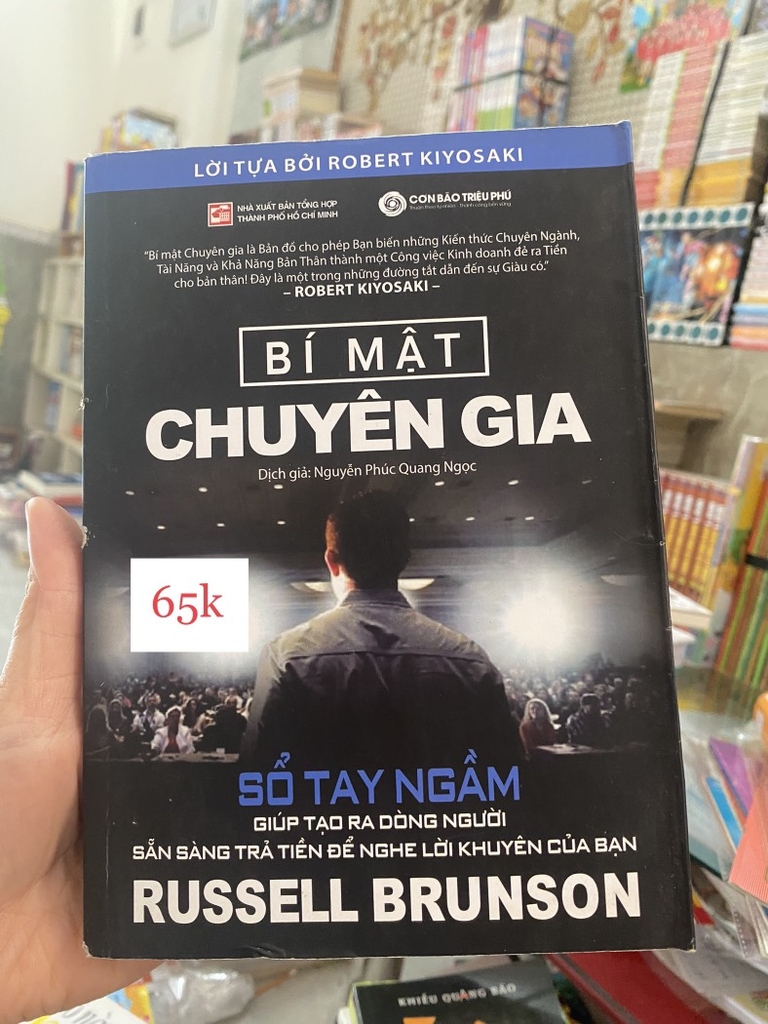 LỜI TỰA BỞI ROBERT KIYOSAKI
NHÀ XUẤT BẢN TỔNG HỢP
THÀNH PHỐ HỒ CHÍ MINH
CƠN BÃO TRIỆU PHÚ
"Bí mật Chuyên gia là Bản đồ cho phép Bạn biến những Kiến thức Chuyên Ngành,
Tài Năng và Khả Năng Bản Thân thành một Công việc Kinh doanh đẻ ra Tiền
cho bản thân! Đây là một trong những đường tắt dẫn đến sự Giàu có."
– ROBERT KIYOSAKI –
BÍ MẬT
CHUYÊN GIA
Dịch giả: Nguyễn Phúc Quang Ngọc
65k
SỔ TAY NGẦM
GIÚP TẠO RA DÒNG NGƯỜI
SẴN SÀNG TRẢ TIỀN ĐỂ NGHE LỜI KHUYÊN CỦA BẠN
RUSSELL BRUNSON
KHIẾU QUANG BẢO